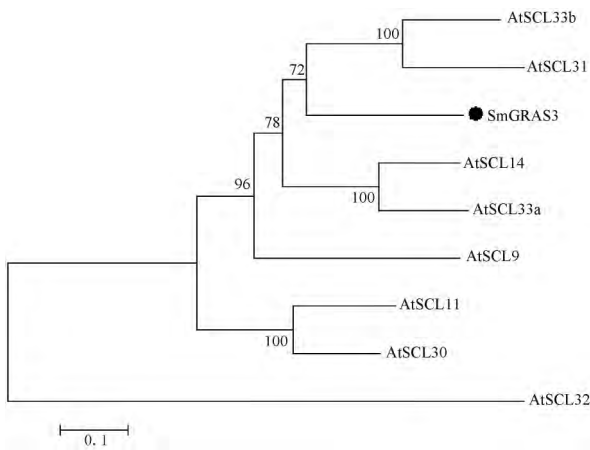 AtSCL33b
100
AtSCL31
72
SmGRAS3
78
AtSCL14
96
100
AtSCL33a
AtSCL9
AtSCL11
100
AtSCL30
AtSCL32
0.1